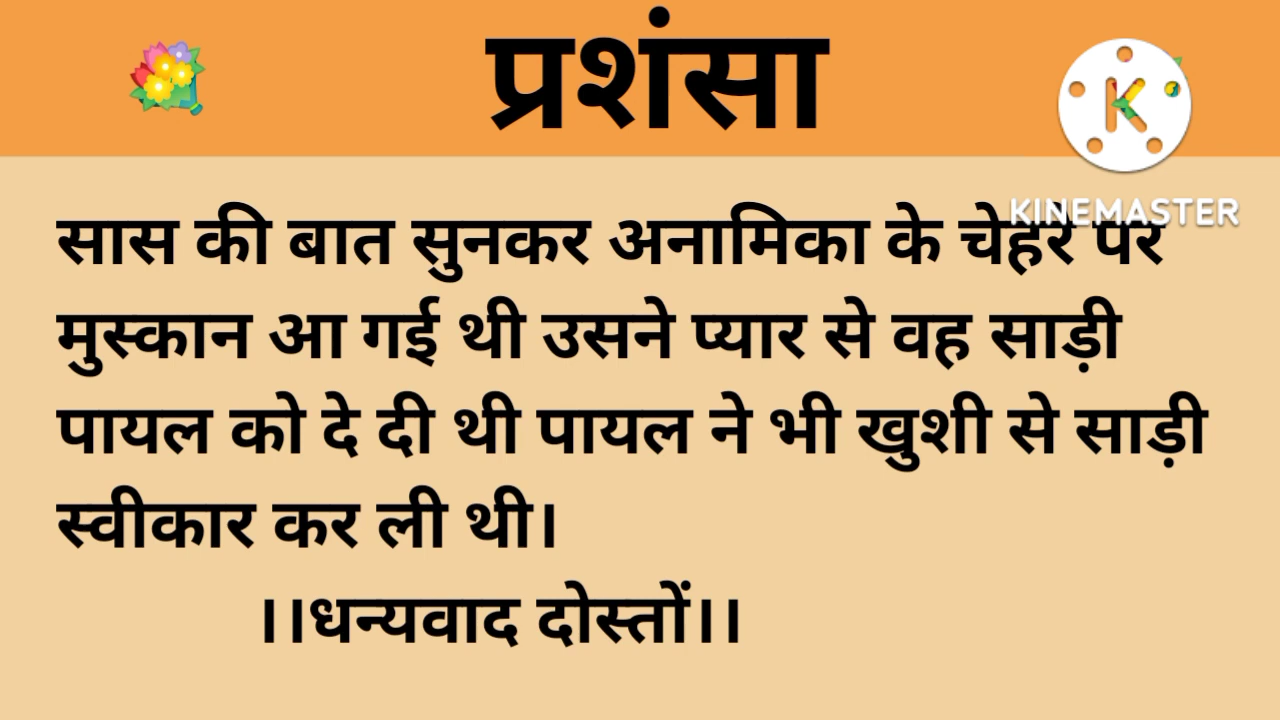 प्रशंसा
K
KINEMASTER
सास की बात सुनकर अनामिका के चेहरे पर
मुस्कान आ गई थी उसने प्यार से वह साड़ी
पायल को दे दी थी पायल ने भी खुशी से साड़ी
स्वीकार कर ली थी।
।।धन्यवाद दोस्तों।।